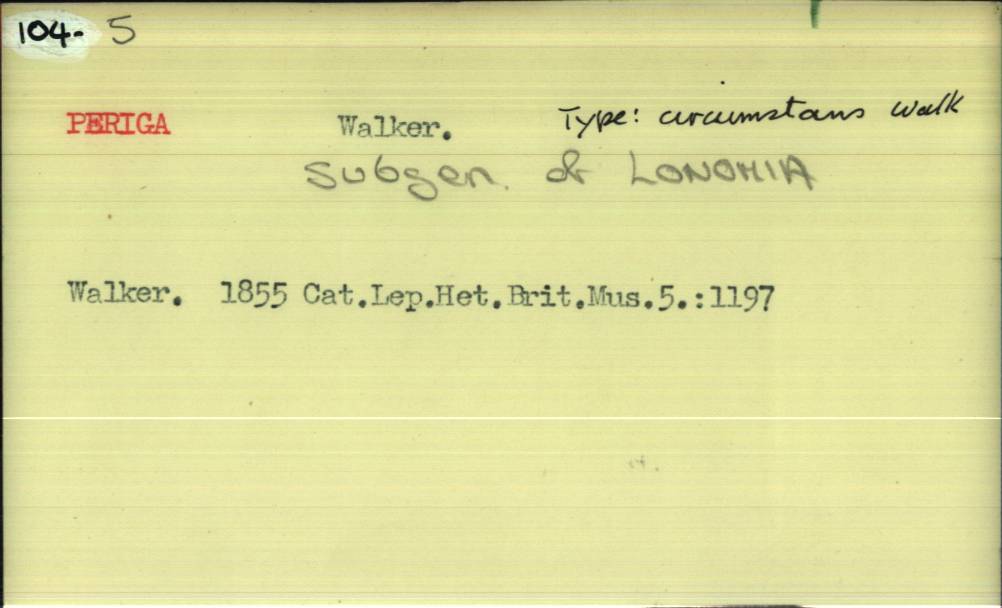 104- 5
PERIGA Walker. Type: circumstans Walk
Subgen. of LONOMIA
Walker. 1855 Cat.Lep.Het.Brit.Mus.5.:1197